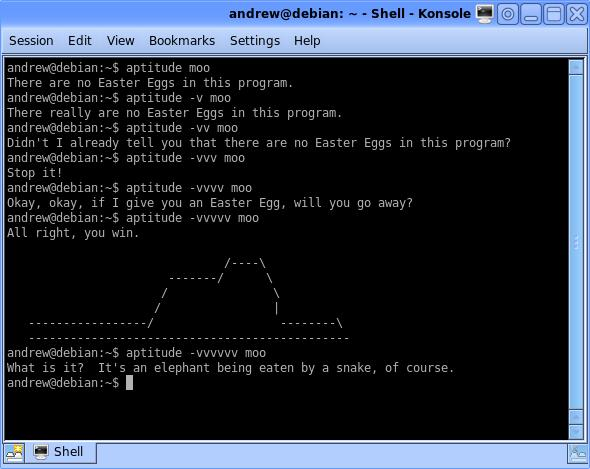 andrew@debian: ~ - Shell - Konsole
Session Edit View Bookmarks Settings Help
andrew@debian:~$ aptitude moo
There are no Easter Eggs in this program.
andrew@debian:~$ aptitude -v moo
There really are no Easter Eggs in this program.
andrew@debian:~$ aptitude -vv moo
Didn't I already tell you that there are no Easter Eggs in this program?
andrew@debian:~$ aptitude -vvv moo
Stop it!
andrew@debian:~$ aptitude -vvvv moo
Okay, okay, if I give you an Easter Egg, will you go away?
andrew@debian:~$ aptitude -vvvvv moo
All right, you win.

                               /----\
                       -------/      \
                      /               \
                     /                |
   -----------------/                  --------\
   ----------------------------------------------
andrew@debian:~$ aptitude -vvvvvv moo
What is it?  It's an elephant being eaten by a snake, of course.
andrew@debian:~$
Shell